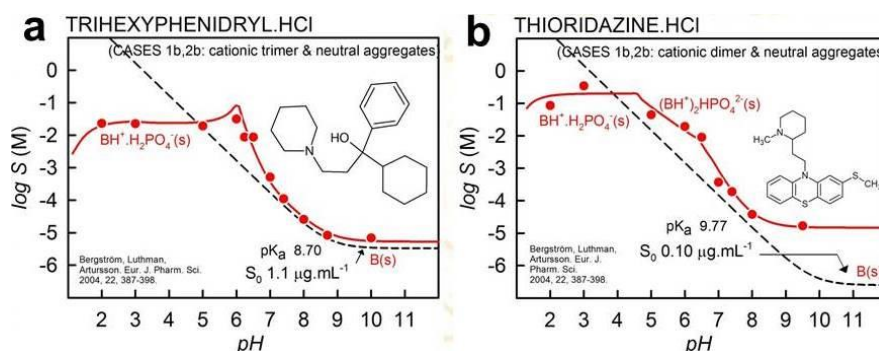 a TRIHEXYPHENIDRYL.HCl
(CASES 1b,2b: cationic trimer & neutral aggregates)
0
-1
-2
-3
-4
-5
-6
log S (M)
BH⁺.H₂PO₄⁻(s)
HO
N
pKₐ 8.70
S₀ 1.1 µg.mL⁻¹
B(s)
Bergström, Luthman,
Artursson. Eur. J. Pharm. Sci.
2004, 22, 387-398.
2 3 4 5 6 7 8 9 10 11
pH
b THIORIDAZINE.HCl
(CASES 1b,2b: cationic dimer & neutral aggregates)
0
-1
-2
-3
-4
-5
-6
log S (M)
(BH⁺)₂HPO₄²⁻(s)
BH⁺.H₂PO₄⁻(s)
N
H₃C
N
S
S
CH₃
pKₐ 9.77
S₀ 0.10 µg.mL⁻¹
B(s)
Bergström, Luthman,
Artursson. Eur. J.
Pharm. Sci.
2004, 22, 387-398.
2 3 4 5 6 7 8 9 10 11
pH